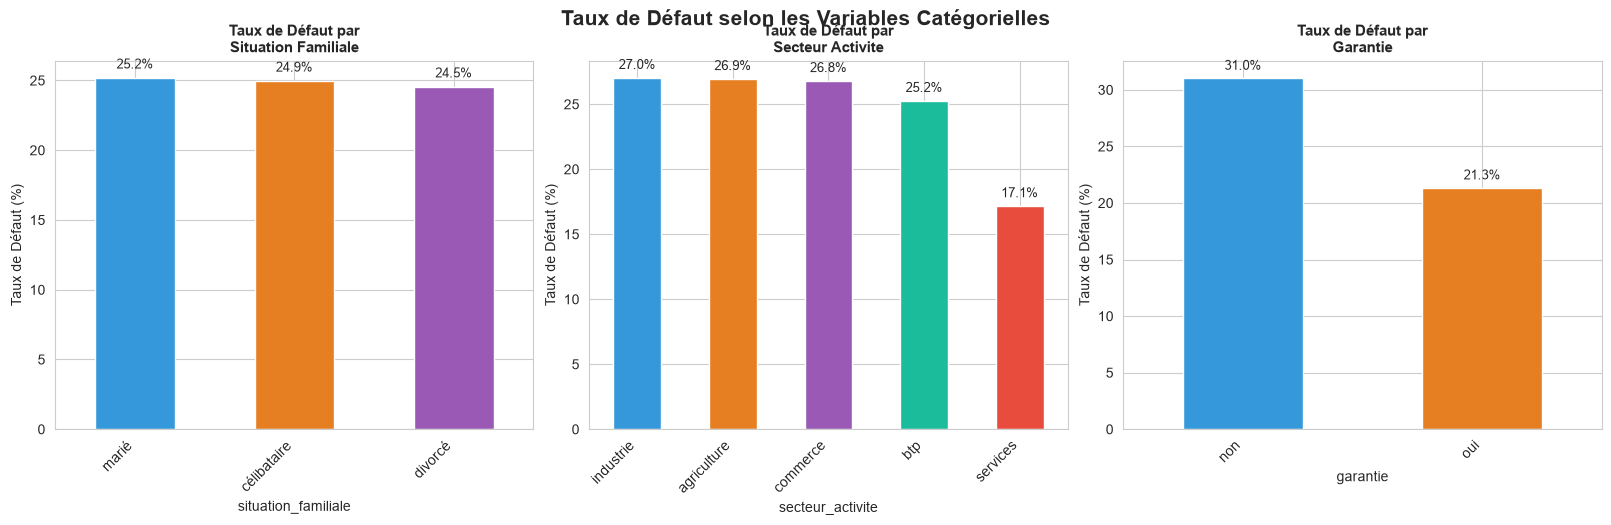 Taux de Défaut selon les Variables Catégorielles
Taux de Défaut par
Situation Familiale
25.2%
24.9%
24.5%
Taux de Défaut (%)
25
20
15
10
5
0
marié
célibataire
divorcé
situation_familiale
Taux de Défaut par
Secteur Activite
27.0%
26.9%
26.8%
25.2%
17.1%
Taux de Défaut (%)
25
20
15
10
5
0
industrie
agriculture
commerce
btp
services
secteur_activite
Taux de Défaut par
Garantie
31.0%
21.3%
Taux de Défaut (%)
30
25
20
15
10
5
0
non
oui
garantie